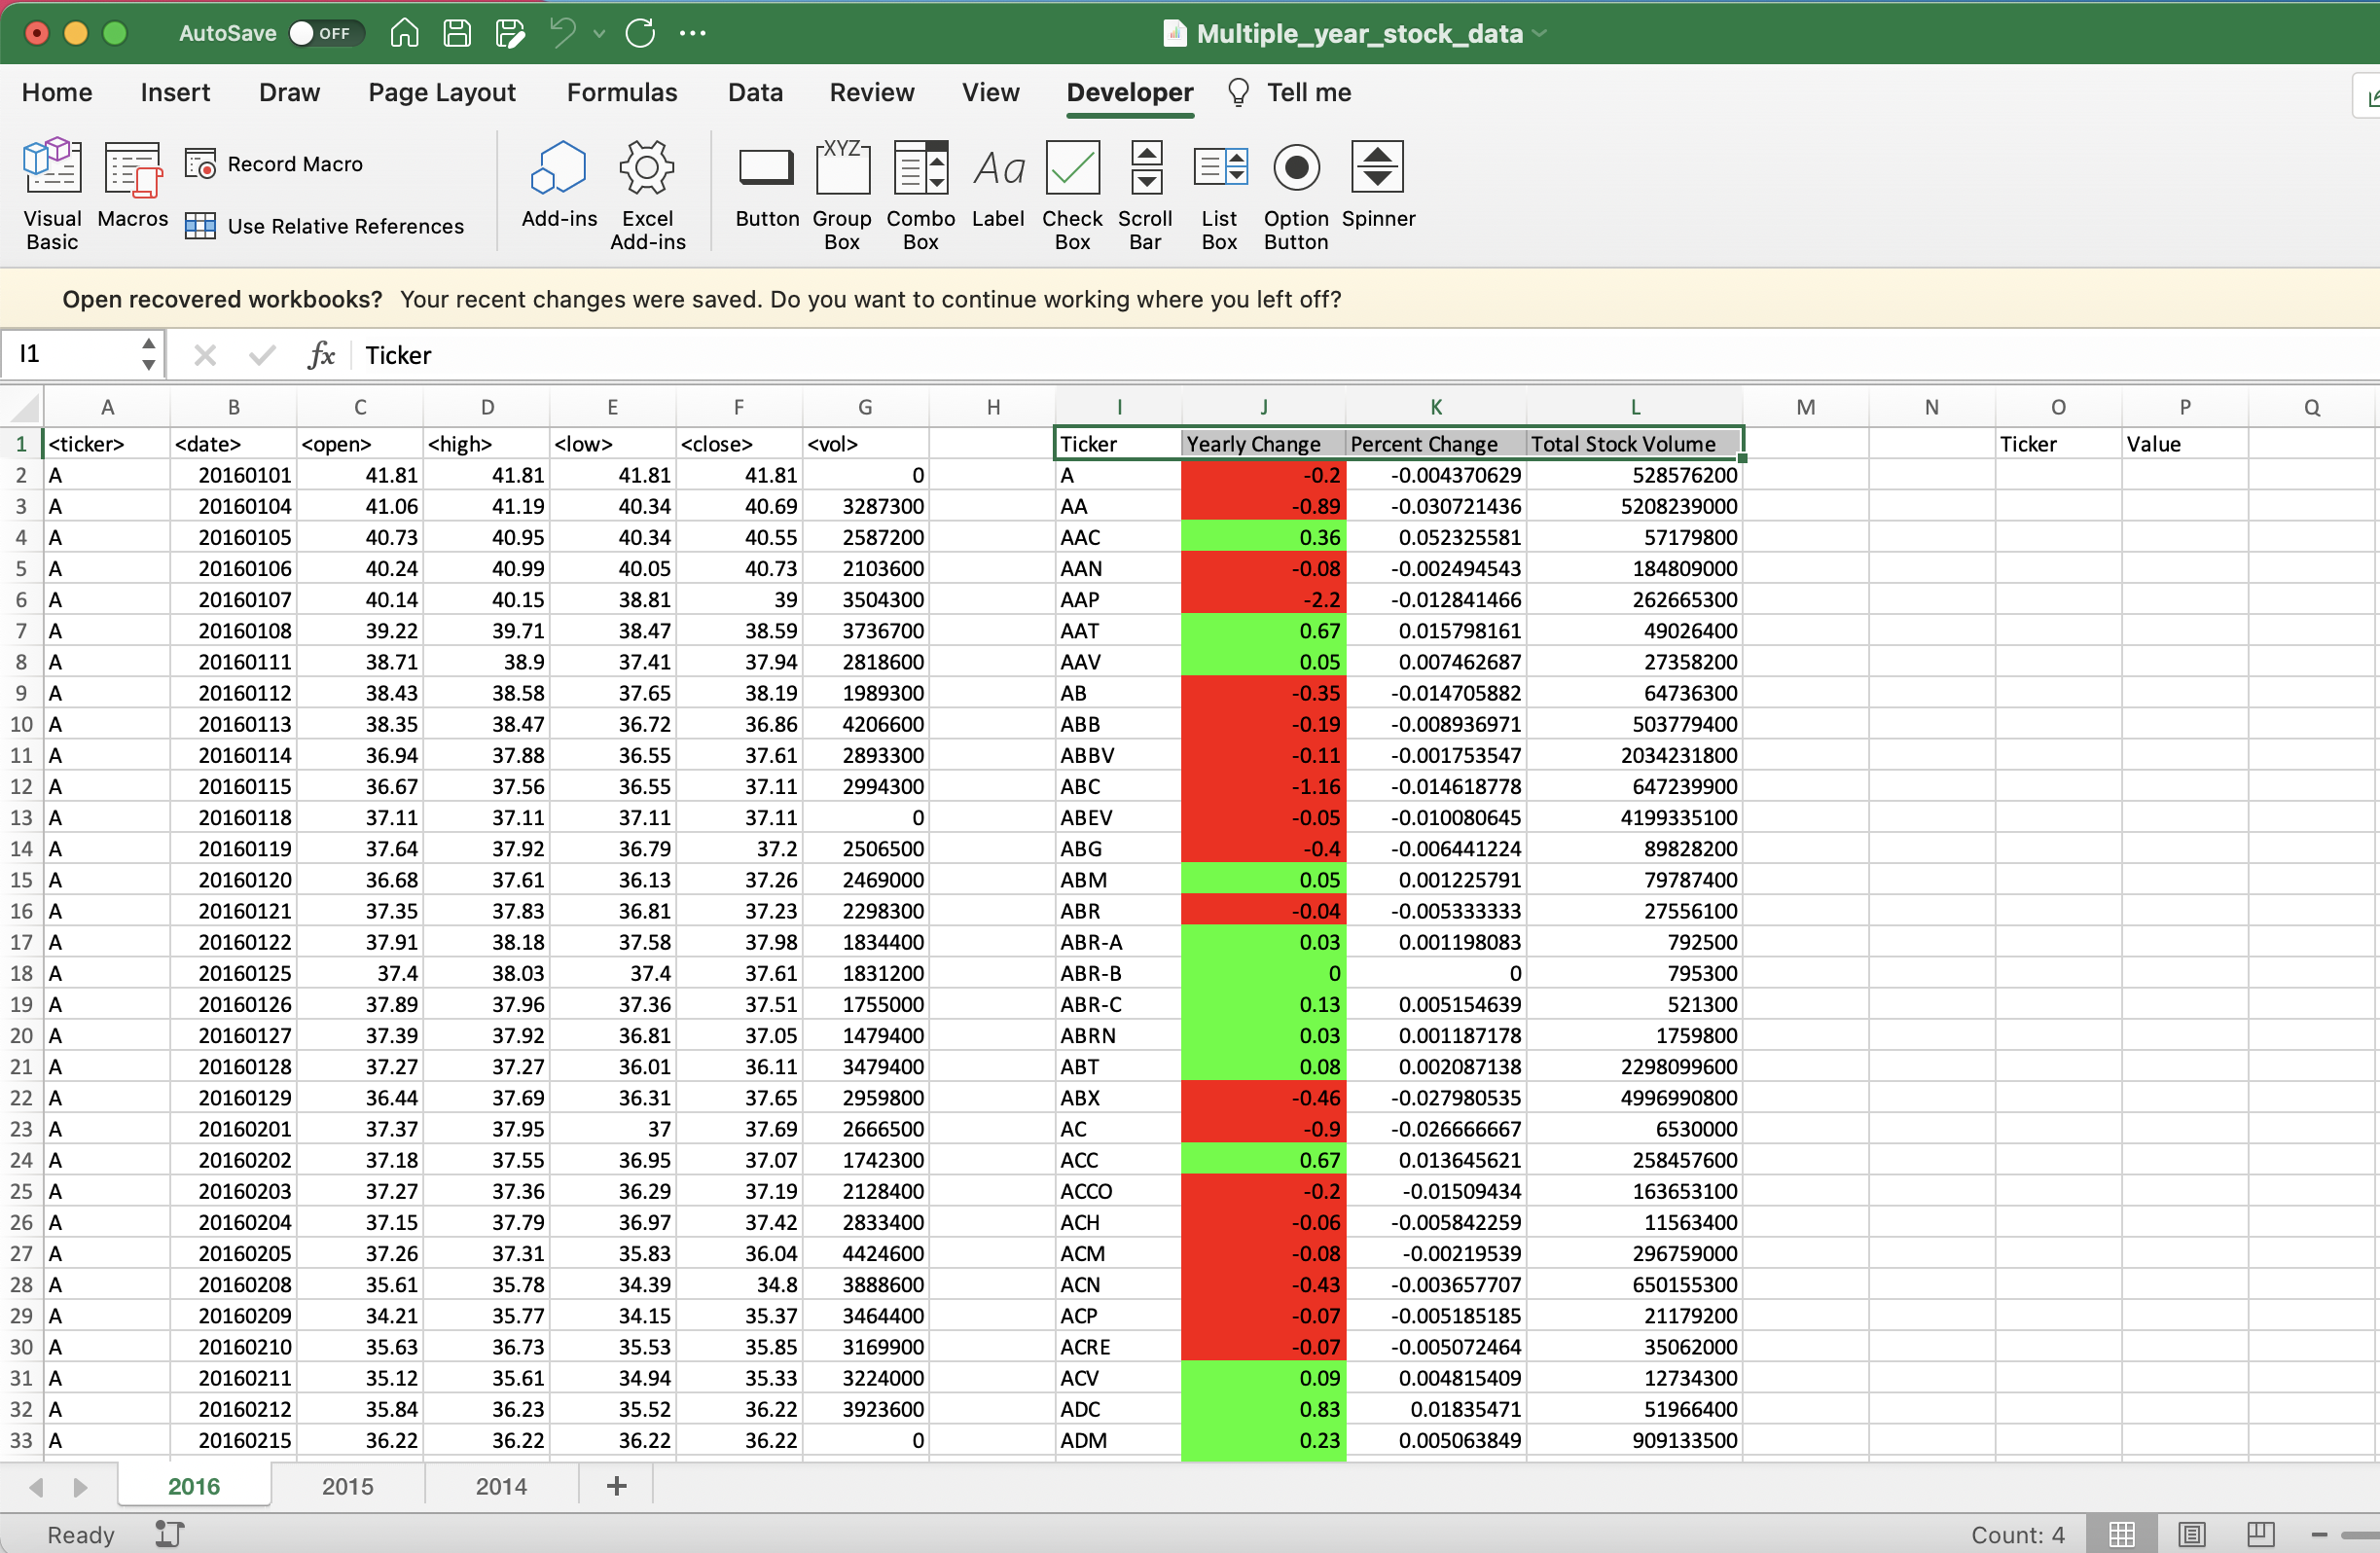 AutoSave OFF Multiple_year_stock_data
Home Insert Draw Page Layout Formulas Data Review View Developer Tell me
Visual Basic Macros Record Macro Use Relative References Add-ins Excel Add-ins Button XYZ Group Box Combo Box Aa Label Check Box Scroll Bar List Box Option Button Spinner
Open recovered workbooks? Your recent changes were saved. Do you want to continue working where you left off?
I1 fx Ticker
A B C D E F G H I J K L M N O P Q
1 <ticker> <date> <open> <high> <low> <close> <vol> Ticker Yearly Change Percent Change Total Stock Volume Ticker Value
2 A 20160101 41.81 41.81 41.81 41.81 0 A -0.2 -0.004370629 528576200
3 A 20160104 41.06 41.19 40.34 40.69 3287300 AA -0.89 -0.030721436 5208239000
4 A 20160105 40.73 40.95 40.34 40.55 2587200 AAC 0.36 0.052325581 57179800
5 A 20160106 40.24 40.99 40.05 40.73 2103600 AAN -0.08 -0.002494543 184809000
6 A 20160107 40.14 40.15 38.81 39 3504300 AAP -2.2 -0.012841466 262665300
7 A 20160108 39.22 39.71 38.47 38.59 3736700 AAT 0.67 0.015798161 49026400
8 A 20160111 38.71 38.9 37.41 37.94 2818600 AAV 0.05 0.007462687 27358200
9 A 20160112 38.43 38.58 37.65 38.19 1989300 AB -0.35 -0.014705882 64736300
10 A 20160113 38.35 38.47 36.72 36.86 4206600 ABB -0.19 -0.008936971 503779400
11 A 20160114 36.94 37.88 36.55 37.61 2893300 ABBV -0.11 -0.001753547 2034231800
12 A 20160115 36.67 37.56 36.55 37.11 2994300 ABC -1.16 -0.014618778 647239900
13 A 20160118 37.11 37.11 37.11 37.11 0 ABEV -0.05 -0.010080645 4199335100
14 A 20160119 37.64 37.92 36.79 37.2 2506500 ABG -0.4 -0.006441224 89828200
15 A 20160120 36.68 37.61 36.13 37.26 2469000 ABM 0.05 0.001225791 79787400
16 A 20160121 37.35 37.83 36.81 37.23 2298300 ABR -0.04 -0.005333333 27556100
17 A 20160122 37.91 38.18 37.58 37.98 1834400 ABR-A 0.03 0.001198083 792500
18 A 20160125 37.4 38.03 37.4 37.61 1831200 ABR-B 0 0 795300
19 A 20160126 37.89 37.96 37.36 37.51 1755000 ABR-C 0.13 0.005154639 521300
20 A 20160127 37.39 37.92 36.81 37.05 1479400 ABRN 0.03 0.001187178 1759800
21 A 20160128 37.27 37.27 36.01 36.11 3479400 ABT 0.08 0.002087138 2298099600
22 A 20160129 36.44 37.69 36.31 37.65 2959800 ABX -0.46 -0.027980535 4996990800
23 A 20160201 37.37 37.95 37 37.69 2666500 AC -0.9 -0.026666667 6530000
24 A 20160202 37.18 37.55 36.95 37.07 1742300 ACC 0.67 0.013645621 258457600
25 A 20160203 37.27 37.36 36.29 37.19 2128400 ACCO -0.2 -0.01509434 163653100
26 A 20160204 37.15 37.79 36.97 37.42 2833400 ACH -0.06 -0.005842259 11563400
27 A 20160205 37.26 37.31 35.83 36.04 4424600 ACM -0.08 -0.00219539 296759000
28 A 20160208 35.61 35.78 34.39 34.8 3888600 ACN -0.43 -0.003657707 650155300
29 A 20160209 34.21 35.77 34.15 35.37 3464400 ACP -0.07 -0.005185185 21179200
30 A 20160210 35.63 36.73 35.53 35.85 3169900 ACRE -0.07 -0.005072464 35062000
31 A 20160211 35.12 35.61 34.94 35.33 3224000 ACV 0.09 0.004815409 12734300
32 A 20160212 35.84 36.23 35.52 36.22 3923600 ADC 0.83 0.01835471 51966400
33 A 20160215 36.22 36.22 36.22 36.22 0 ADM 0.23 0.005063849 909133500
2016 2015 2014
Ready Count: 4